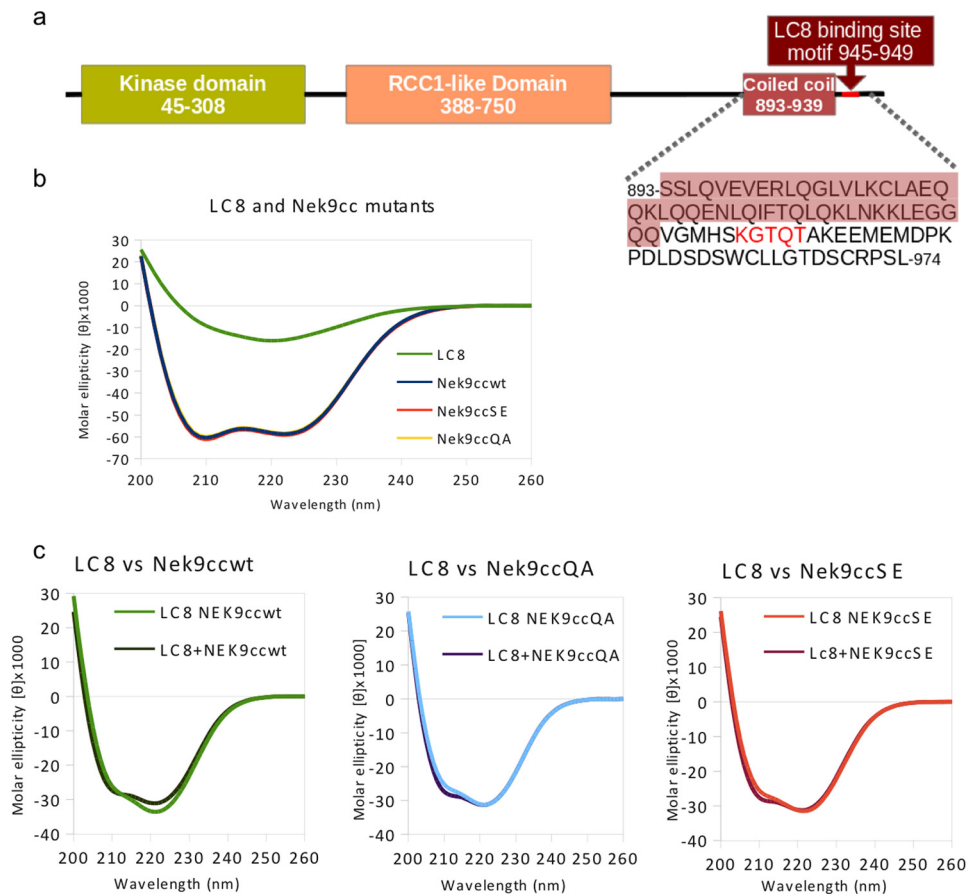 a
Kinase domain
45-308
RCC1-like Domain
388-750
LC8 binding site
motif 945-949
Coiled coil
893-939
893-SSLQVEVERLQGLVLKCLAEQ
QKLQQENLQIFTQLQKLNKKLEGG
QQVGMHSKGTQTAKEEMEMDPK
PDLDSDSWCLLGTDSCRPSL-974
b
LC8 and Nek9cc mutants
Molar ellipticity [θ]x1000
30
20
10
0
-10
-20
-30
-40
-50
-60
-70
LC8
Nek9ccwt
Nek9ccSE
Nek9ccQA
200 210 220 230 240 250 260
Wavelength (nm)
c
LC8 vs Nek9ccwt
Molar ellipticity [θ]x1000
30
20
10
0
-10
-20
-30
-40
LC8 NEK9ccwt
LC8+NEK9ccwt
200 210 220 230 240 250 260
Wavelength (nm)
LC8 vs Nek9ccQA
Molar ellipticity [θ]x1000]
30
20
10
0
-10
-20
-30
-40
LC8 NEK9ccQA
LC8+NEK9ccQA
200 210 220 230 240 250 260
Wavelength (nm)
LC8 vs Nek9ccSE
Molar ellipticity [θ]x1000
30
20
10
0
-10
-20
-30
-40
LC8 NEK9ccSE
Lc8+NEK9ccSE
200 210 220 230 240 250 260
Wavelength (nm)